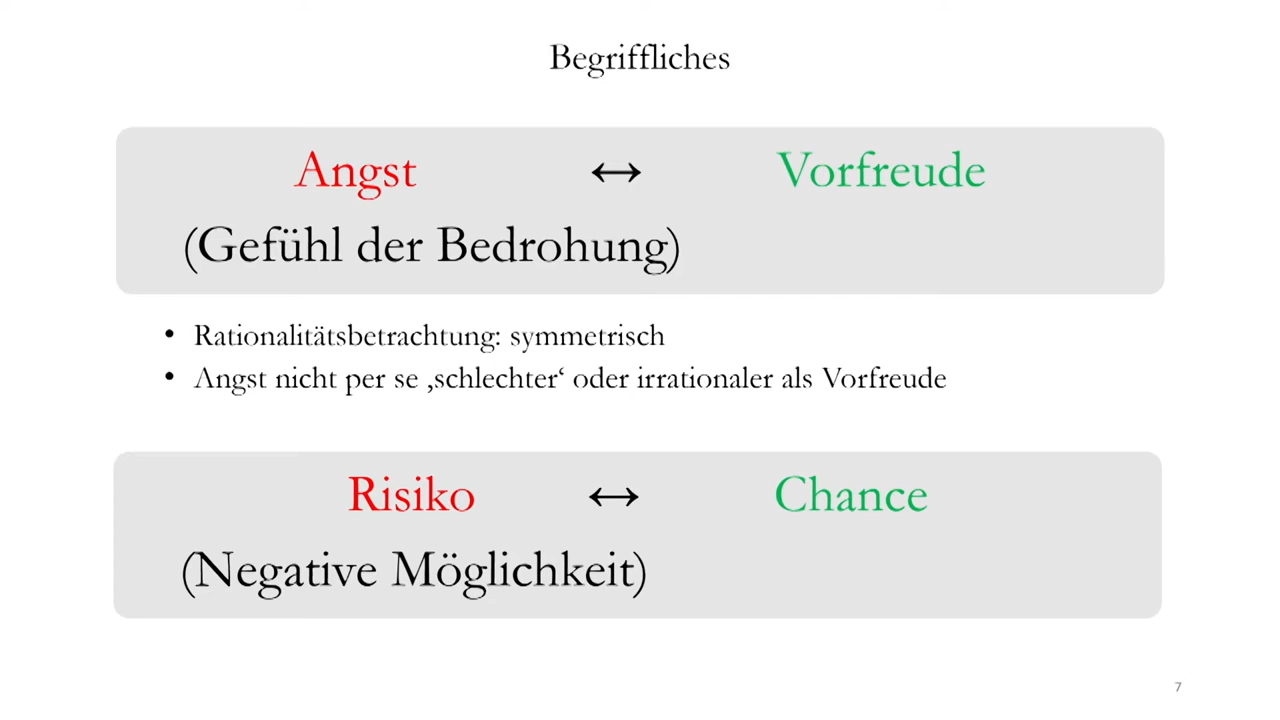 Begriffliches
Angst ↔ Vorfreude
(Gefühl der Bedrohung)
• Rationalitätsbetrachtung: symmetrisch
• Angst nicht per se ‚schlechter‘ oder irrationaler als Vorfreude
Risiko ↔ Chance
(Negative Möglichkeit)
7